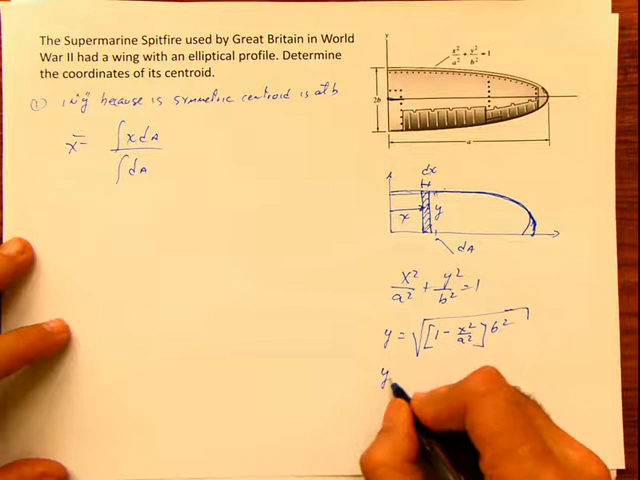 The Supermarine Spitfire used by Great Britain in World
War II had a wing with an elliptical profile. Determine
the coordinates of its centroid.
① in ȳ because is symmetric centroid is at b
x̄ = ∫ x dA / ∫ dA
y
x²/a² + y²/b² = 1
2b
x
a
dx
x
y
dA
x²/a² + y²/b² = 1
y = √([1 - x²/a²] b²)
y